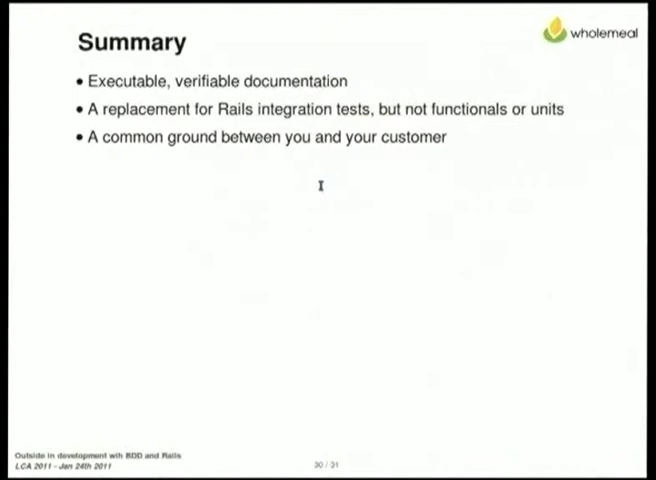 Summary
wholemeal
• Executable, verifiable documentation
• A replacement for Rails integration tests, but not functionals or units
• A common ground between you and your customer
Outside in development with BDD and Rails
LCA 2011 - Jan 24th 2011
30 / 31